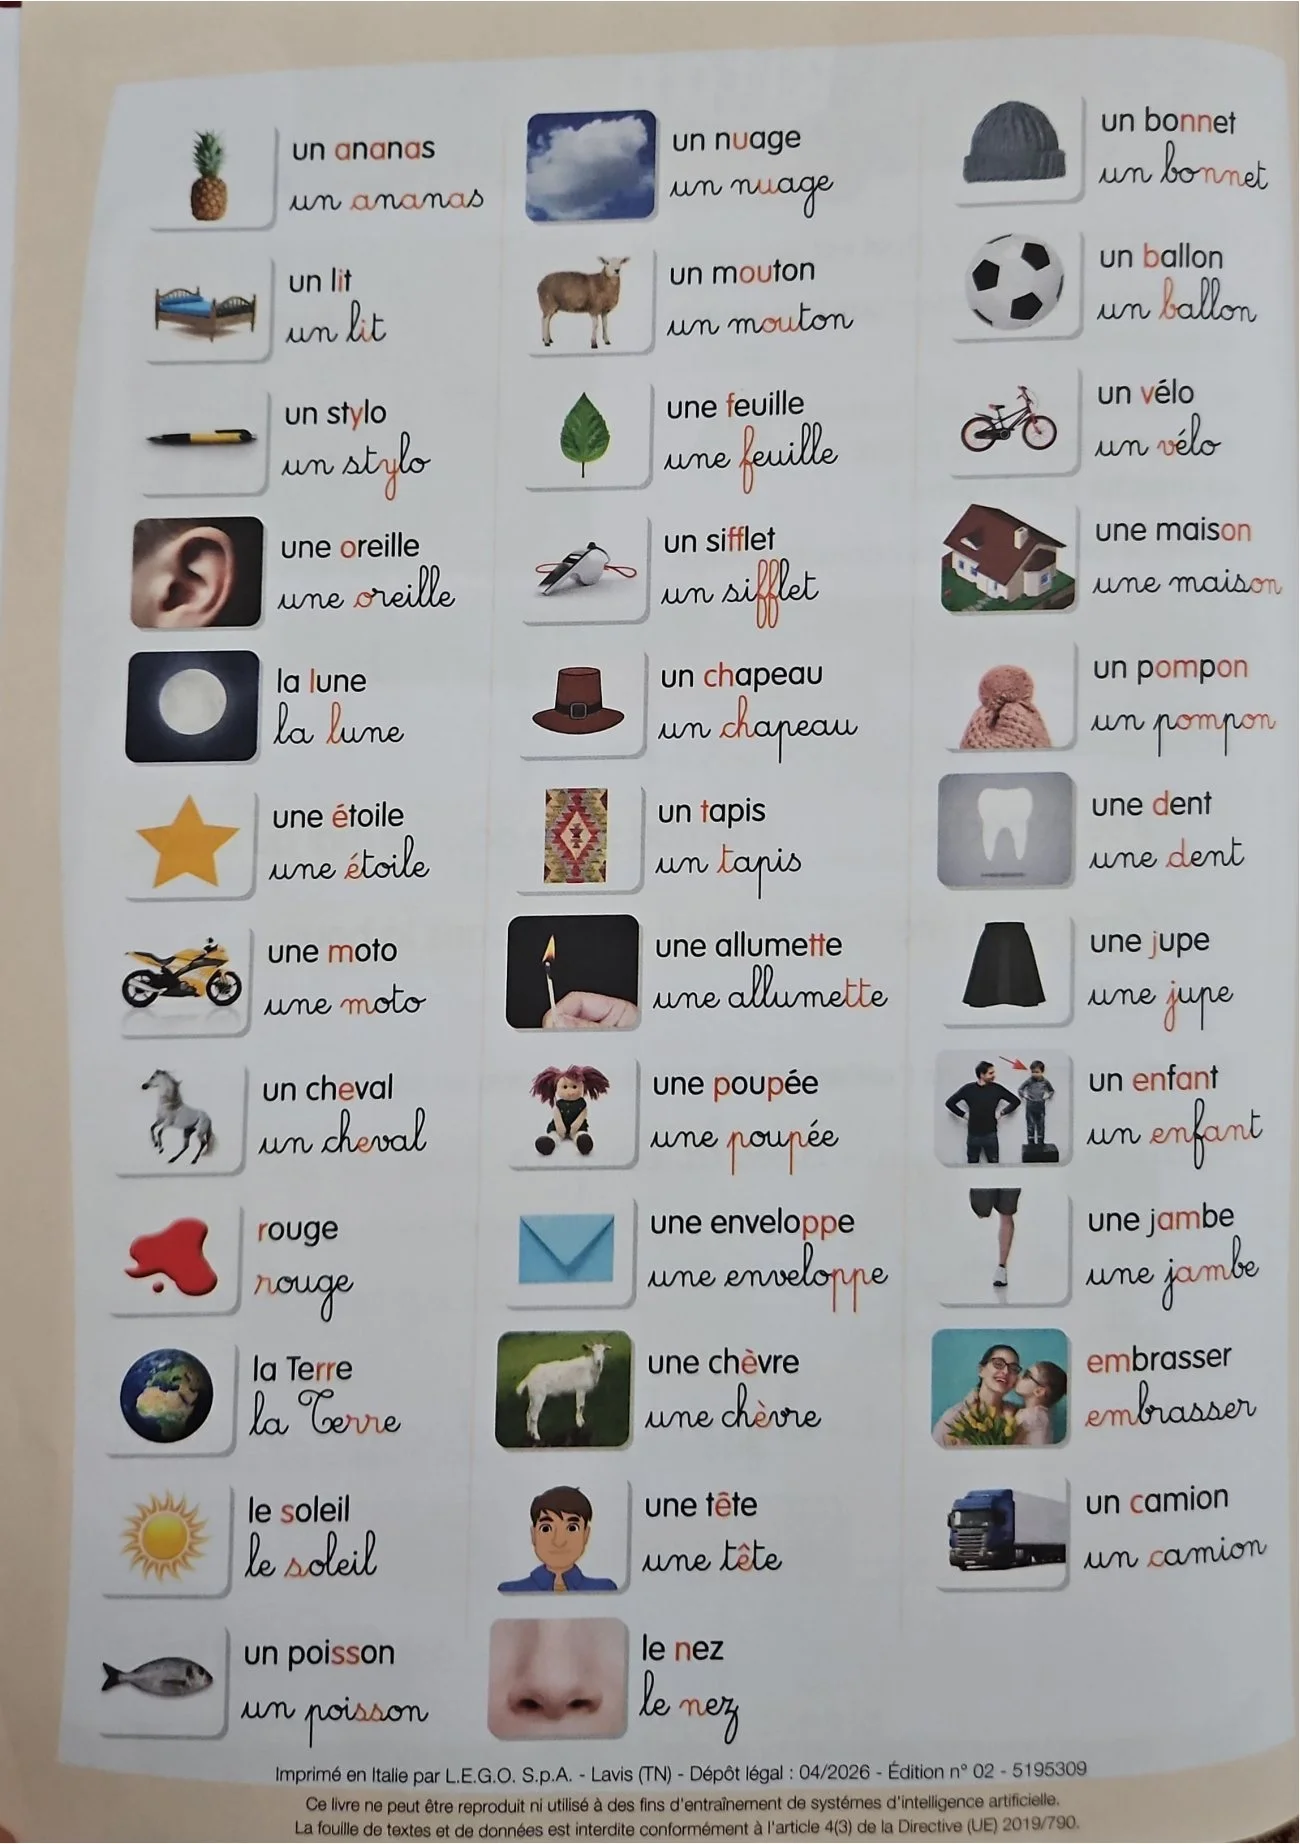 un ananas
un ananas
un lit
un lit
un stylo
un stylo
une oreille
une oreille
la lune
la lune
une étoile
une étoile
une moto
une moto
un cheval
un cheval
rouge
rouge
la Terre
la Terre
le soleil
le soleil
un poisson
un poisson
un nuage
un nuage
un mouton
un mouton
une feuille
une feuille
un sifflet
un sifflet
un chapeau
un chapeau
un tapis
un tapis
une allumette
une allumette
une poupée
une poupée
une enveloppe
une enveloppe
une chèvre
une chèvre
une tête
une tête
le nez
le nez
un bonnet
un bonnet
un ballon
un ballon
un vélo
un vélo
une maison
une maison
un pompon
un pompon
une dent
une dent
une jupe
une jupe
un enfant
un enfant
une jambe
une jambe
embrasser
embrasser
un camion
un camion
Imprimé en Italie par L.E.G.O. S.p.A. - Lavis (TN) - Dépôt légal : 04/2026 - Édition n° 02 - 5195309
Ce livre ne peut être reproduit ni utilisé à des fins d'entraînement de systémes d'intelligence artificielle.
La fouille de textes et de données est interdite conformément à l'article 4(3) de la Directive (UE) 2019/790.